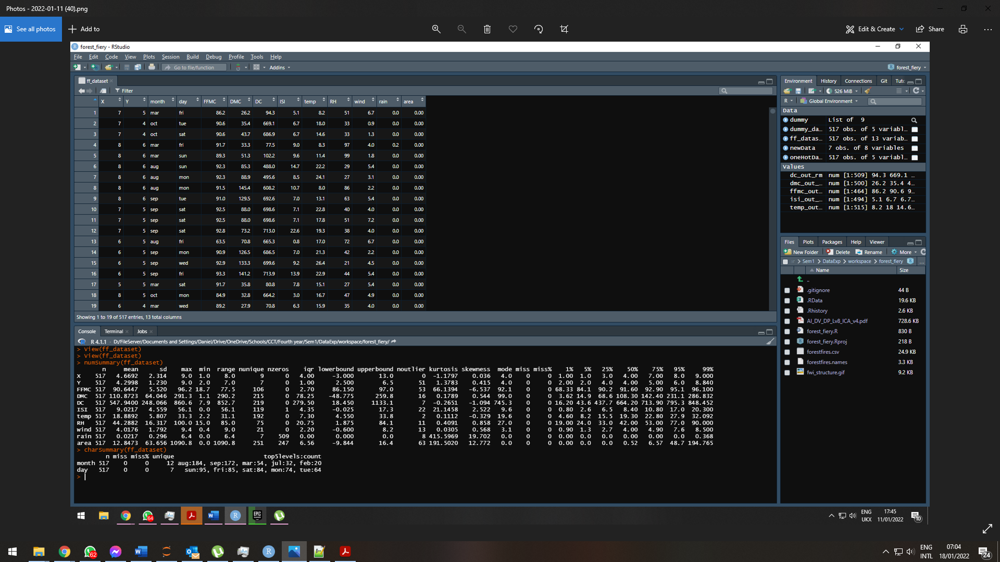 Photos - 2022-01-11 (40).png
See all photos
Add to
Edit & Create
Share
forest_fiery - RStudio
File Edit Code View Plots Session Build Debug Profile Tools Help
Go to file/function
Addins
forest_fiery
ff_dataset
Filter
X Y month day FFMC DMC DC ISI temp RH wind rain area
1 7 5 mar fri 86.2 26.2 94.3 5.1 8.2 51 6.7 0.0 0.00
2 7 4 oct tue 90.6 35.4 669.1 6.7 18.0 33 0.9 0.0 0.00
3 7 4 oct sat 90.6 43.7 686.9 6.7 14.6 33 1.3 0.0 0.00
4 8 6 mar fri 91.7 33.3 77.5 9.0 8.3 97 4.0 0.2 0.00
5 8 6 mar sun 89.3 51.3 102.2 9.6 11.4 99 1.8 0.0 0.00
6 8 6 aug sun 92.3 85.3 488.0 14.7 22.2 29 5.4 0.0 0.00
7 8 6 aug mon 92.3 88.9 495.6 8.5 24.1 27 3.1 0.0 0.00
8 8 6 aug mon 91.5 145.4 608.2 10.7 8.0 86 2.2 0.0 0.00
9 8 6 sep tue 91.0 129.5 692.6 7.0 13.1 63 5.4 0.0 0.00
10 7 5 sep sat 92.5 88.0 698.6 7.1 22.8 40 4.0 0.0 0.00
11 7 5 sep sat 92.5 88.0 698.6 7.1 17.8 51 7.2 0.0 0.00
12 7 5 sep sat 92.8 73.2 713.0 22.6 19.3 38 4.0 0.0 0.00
13 6 5 aug fri 63.5 70.8 665.3 0.8 17.0 72 6.7 0.0 0.00
14 6 5 sep mon 90.9 126.5 686.5 7.0 21.3 42 2.2 0.0 0.00
15 6 5 sep wed 92.9 133.3 699.6 9.2 26.4 21 4.5 0.0 0.00
16 6 5 sep fri 93.3 141.2 713.9 13.9 22.9 44 5.4 0.0 0.00
17 5 5 mar sat 91.7 35.8 80.8 7.8 15.1 27 5.4 0.0 0.00
18 8 5 oct mon 84.9 32.8 664.2 3.0 16.7 47 4.9 0.0 0.00
19 6 4 mar wed 89.2 27.9 70.8 6.3 15.9 35 4.0 0.0 0.00
Showing 1 to 19 of 517 entries, 13 total columns
Console Terminal Jobs
R 4.1.1 · D:/FileServer/Documents and Settings/Daniel/Drive/OneDrive/Schools/CCT/Fourth year/Sem1/DataExp/workspace/forest_fiery/
> View(ff_dataset)
> View(ff_dataset)
> numSummary(ff_dataset)
n mean sd max min range nunique nzeros iqr lowerbound upperbound noutlier kurtosis skewness mode miss miss% 1% 5% 25% 50% 75% 95% 99%
X 517 4.6692 2.314 9.0 1.0 8.0 9 0 4.00 -3.000 13.0 0 -1.1797 0.036 4.0 0 0 1.00 1.0 3.0 4.00 7.00 8.0 9.000
Y 517 4.2998 1.230 9.0 2.0 7.0 7 0 1.00 2.500 6.5 51 1.3783 0.415 4.0 0 0 2.00 2.0 4.0 4.00 5.00 6.0 8.840
FFMC 517 90.6447 5.520 96.2 18.7 77.5 106 0 2.70 86.150 97.0 53 66.1394 -6.537 92.1 0 0 68.33 84.1 90.2 91.60 92.90 95.1 96.100
DMC 517 110.8723 64.046 291.3 1.1 290.2 215 0 78.25 -48.775 259.8 16 0.1789 0.544 99.0 0 0 3.62 14.9 68.6 108.30 142.40 231.1 286.832
DC 517 547.9400 248.066 860.6 7.9 852.7 219 0 279.50 18.450 1133.1 7 -0.2651 -1.094 745.3 0 0 16.20 43.6 437.7 664.20 713.90 795.3 848.452
ISI 517 9.0217 4.559 56.1 0.0 56.1 119 1 4.35 -0.025 17.3 22 21.1458 2.522 9.6 0 0 0.80 2.6 6.5 8.40 10.80 17.0 20.300
temp 517 18.8892 5.807 33.3 2.2 31.1 192 0 7.30 4.550 33.8 2 0.1112 -0.329 19.6 0 0 4.60 8.2 15.5 19.30 22.80 27.9 32.092
RH 517 44.2882 16.317 100.0 15.0 85.0 75 0 20.75 1.875 84.1 11 0.4091 0.858 27.0 0 0 19.00 24.0 33.0 42.00 53.00 77.0 90.000
wind 517 4.0176 1.792 9.4 0.4 9.0 21 0 2.20 -0.600 8.2 13 0.0305 0.568 3.1 0 0 0.90 1.3 2.7 4.00 4.90 7.6 8.500
rain 517 0.0217 0.296 6.4 0.0 6.4 7 509 0.00 -0.000 0.0 8 415.5969 19.702 0.0 0 0 0.00 0.0 0.0 0.00 0.00 0.0 0.368
area 517 12.8473 63.656 1090.8 0.0 1090.8 251 247 6.56 -9.844 16.4 63 191.5020 12.772 0.0 0 0 0.00 0.0 0.0 0.52 6.57 48.7 194.765
> charSummary(ff_dataset)
n miss miss% unique top5levels:count
month 517 0 0 12 aug:184, sep:172, mar:54, jul:32, feb:20
day 517 0 0 7 sun:95, fri:85, sat:84, mon:74, tue:64
>
Environment History Connections Git Tutc
526 MiB
R Global Environment
Data
dummy List of 9
dummy_da… 517 obs. of 5 variabl…
ff_datas… 517 obs. of 13 variab…
newData 7 obs. of 8 variables
oneHotDa… 517 obs. of 5 variabl…
Values
dc_out_rm num [1:509] 94.3 669.1 …
dmc_out_… num [1:500] 26.2 35.4 4…
ffmc_out… num [1:464] 86.2 90.6 9…
isi_out_… num [1:494] 5.1 6.7 6.7…
temp_out… num [1:515] 8.2 18 14.6…
Files Plots Packages Help Viewer
New Folder Delete Rename More
Sem1 > DataExp > workspace > forest_fiery
Name Size
..
.gitignore 44 B
.RData 19.6 KB
.Rhistory 2.6 KB
AI_DV_DP_Lv8_ICA_v4.pdf 728.6 KB
forest_fiery.R 830 B
forest_fiery.Rproj 218 B
forestfires.csv 24.9 KB
forestfires.names 3.3 KB
fwi_structure.gif 9.2 KB
64
EPIC GAMES
ENG
UKX
17:45
11/01/2022
10
62
ENG
INTL
07:04
18/01/2022
24